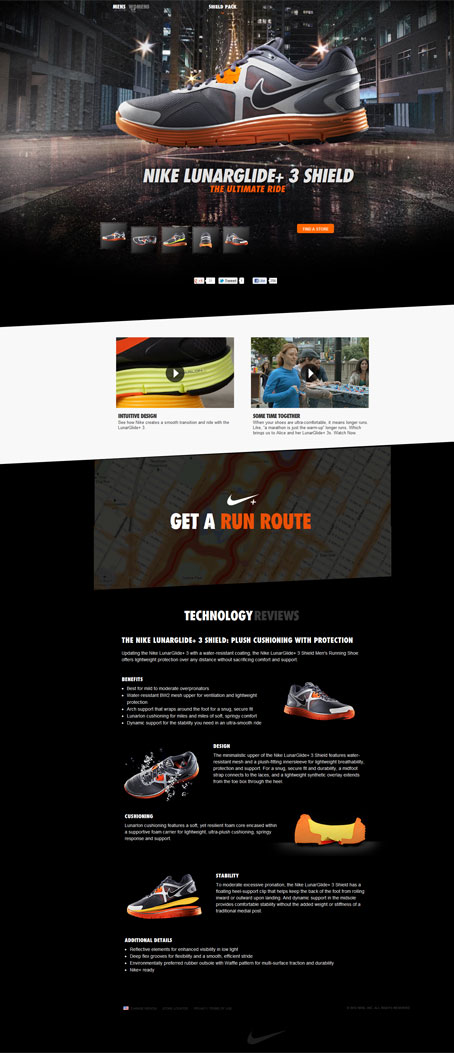 MENS WOMENS SHIELD PACK
NIKE LUNARGLIDE+ 3 SHIELD
THE ULTIMATE RIDE
FIND A STORE
Tweet
INTUITIVE DESIGN
See how Nike creates a smooth transition and ride with the
LunarGlide+ 3
SOME TIME TOGETHER
When your shoes are ultra-comfortable, it means longer runs.
Like, "a marathon is just the warm-up" longer runs. Which
brings us to Alice and her LunarGlide+ 3s. Watch Now.
GET A RUN ROUTE
TECHNOLOGY REVIEWS
THE NIKE LUNARGLIDE+ 3 SHIELD: PLUSH CUSHIONING WITH PROTECTION
Updating the Nike LunarGlide+ 3 with a water-resistant coating, the Nike LunarGlide+ 3 Shield Men's Running Shoe
offers lightweight protection over any distance without sacrificing comfort and support.
BENEFITS
Best for mild to moderate overpronators
Water-resistant mesh upper for ventilation and lightweight
protection
Arch support that wraps around the foot for a snug, secure fit
Lunarlon cushioning for miles and miles of soft, springy comfort
Dynamic support for the stability you need in an ultra-smooth ride
DESIGN
The minimalistic upper of the Nike LunarGlide+ 3 Shield features water-
resistant mesh and a plush-fitting innersleeve for lightweight breathability,
protection and support. For a snug, secure fit and durability, a midfoot
strap connects to the laces, and a lightweight synthetic overlay extends
from the toe box through the heel.
CUSHIONING
Lunarlon cushioning features a soft, yet resilient foam core encased within
a supportive foam carrier for lightweight, ultra-plush cushioning, springy
response and support.
STABILITY
To moderate excessive pronation, the Nike LunarGlide+ 3 Shield has a
floating heel-support clip that helps keep the back of the foot from rolling
inward or outward upon landing. And dynamic support in the midsole
provides comfortable stability without the added weight or stiffness of a
traditional medial post.
ADDITIONAL DETAILS
Reflective elements for enhanced visibility in low light
Deep flex grooves for flexibility and a smooth, efficient stride
Environmentally preferred rubber outsole with Waffle pattern for multi-surface traction and durability
Nike+ ready